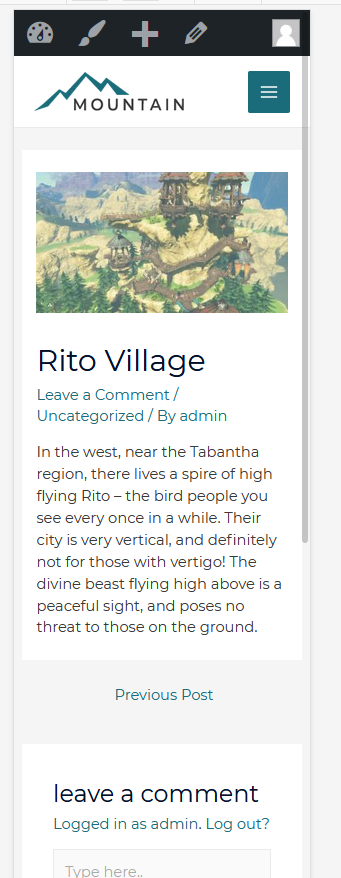 MOUNTAIN
Rito Village
Leave a Comment /
Uncategorized / By admin
In the west, near the Tabantha
region, there lives a spire of high
flying Rito – the bird people you
see every once in a while. Their
city is very vertical, and definitely
not for those with vertigo! The
divine beast flying high above is a
peaceful sight, and poses no
threat to those on the ground.
Previous Post
leave a comment
Logged in as admin. Log out?
Type here..